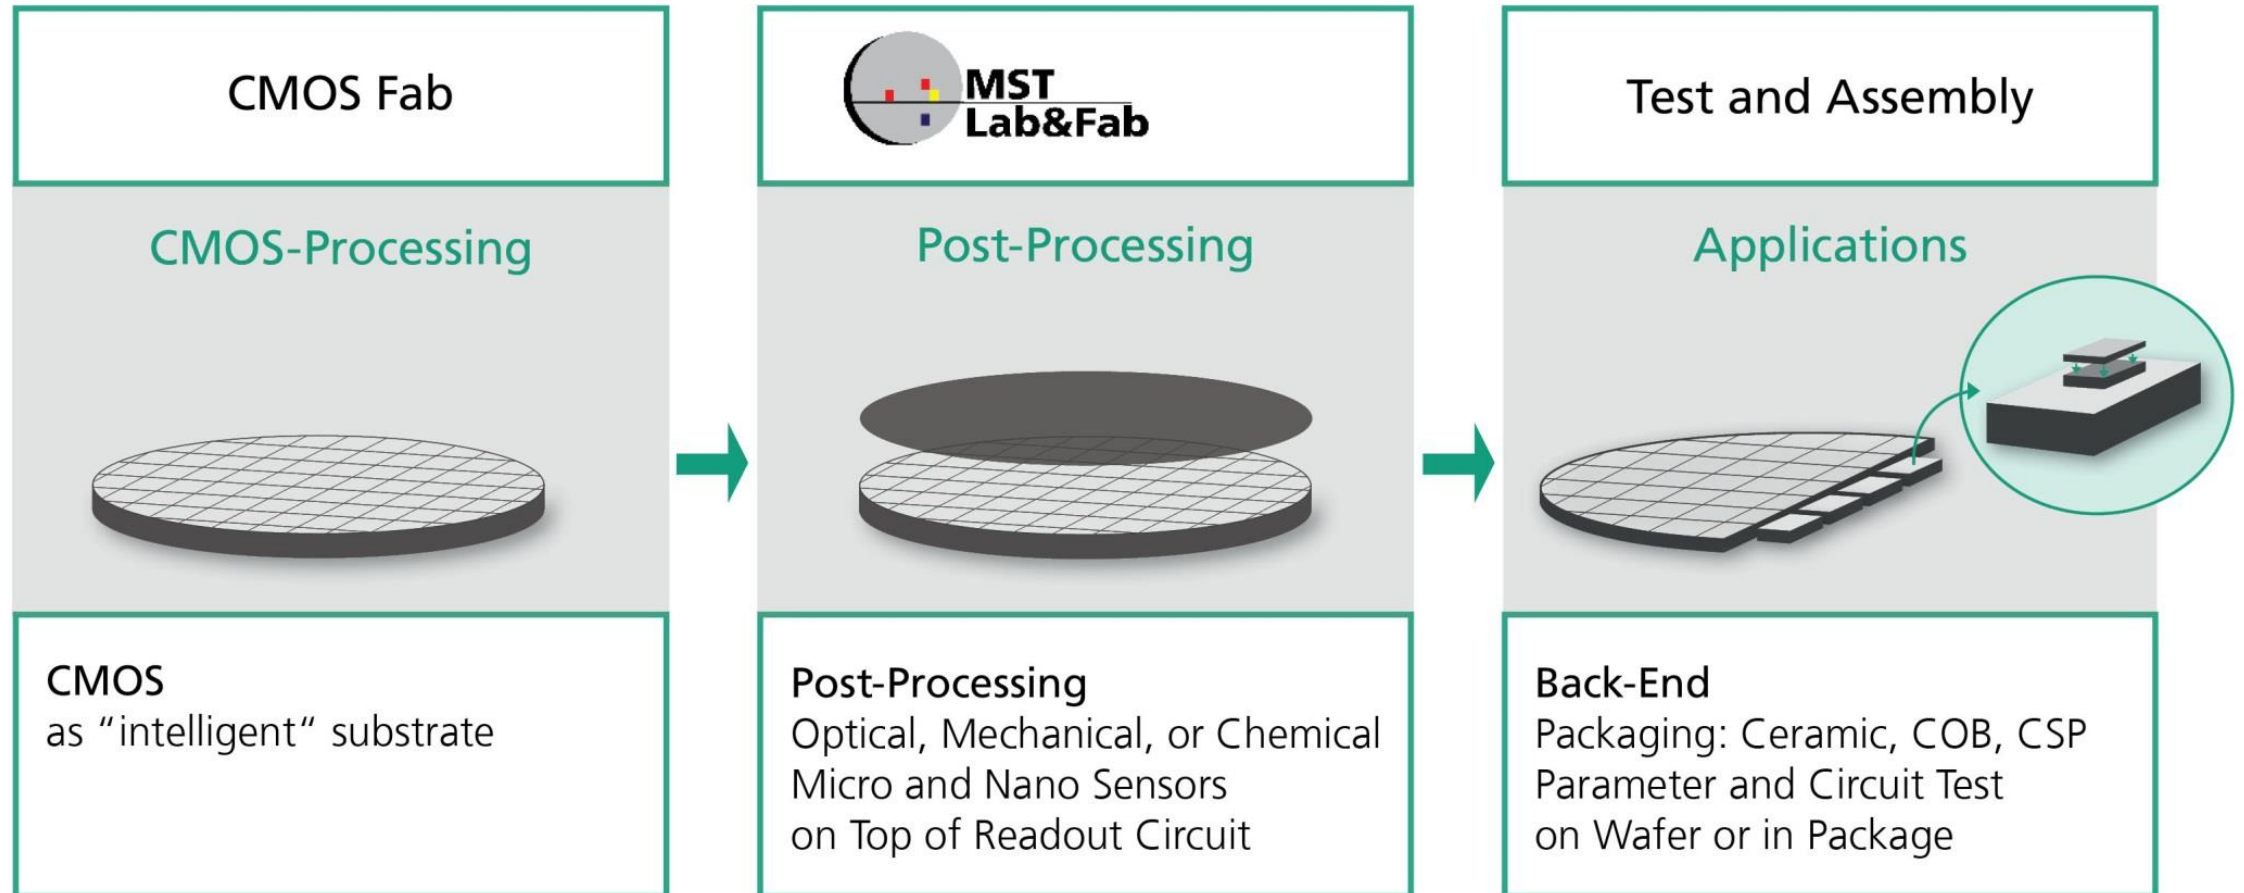 CMOS Fab
CMOS-Processing
CMOS
as “intelligent“ substrate
MST
Lab&Fab
Post-Processing
Post-Processing
Optical, Mechanical, or Chemical
Micro and Nano Sensors
on Top of Readout Circuit
Test and Assembly
Applications
Back-End
Packaging: Ceramic, COB, CSP
Parameter and Circuit Test
on Wafer or in Package